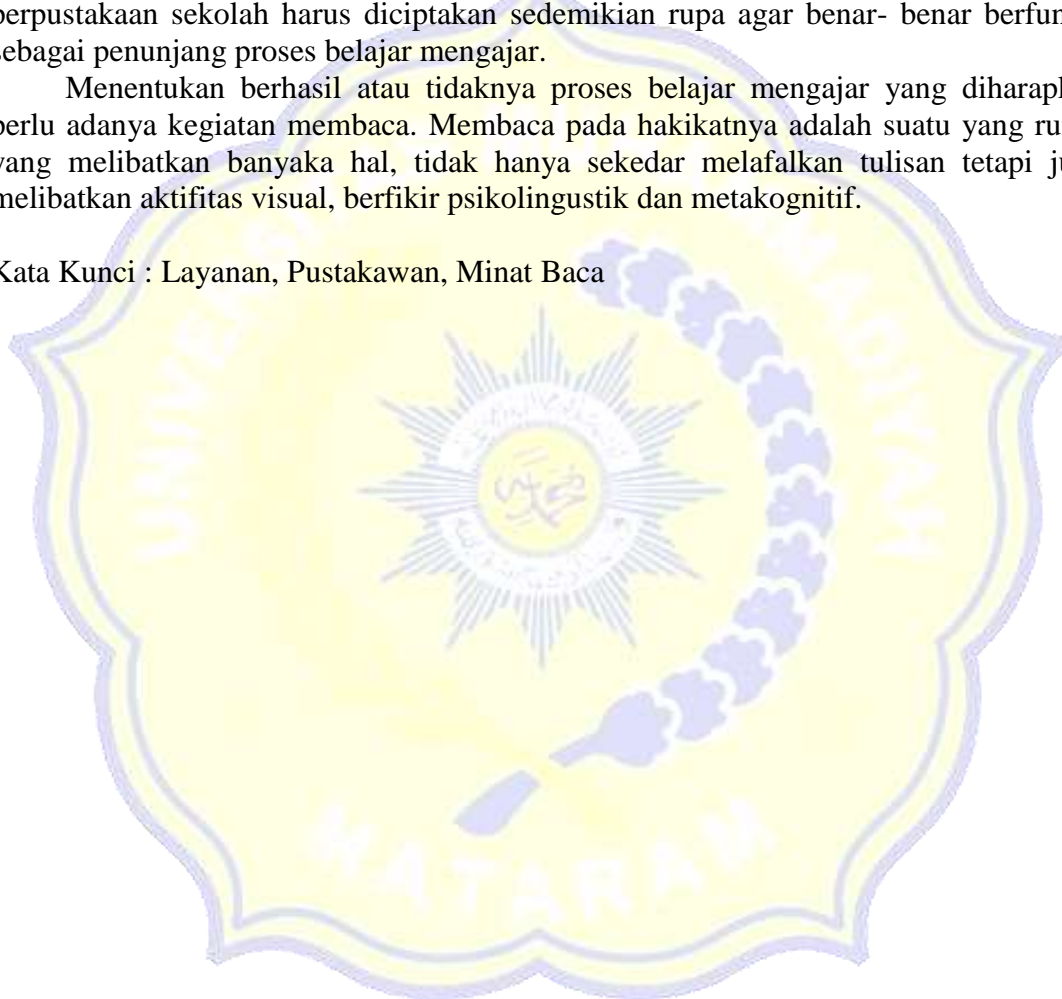 perpustakaan sekolah harus diciptakan sedemikian rupa agar benar- benar berfun
sebagai penunjang proses belajar mengajar.
Menentukan berhasil atau tidaknya proses belajar mengajar yang diharapk
perlu adanya kegiatan membaca. Membaca pada hakikatnya adalah suatu yang ru
yang melibatkan banyaka hal, tidak hanya sekedar melafalkan tulisan tetapi ju
melibatkan aktifitas visual, berfikir psikolingustik dan metakognitif.
Kata Kunci : Layanan, Pustakawan, Minat Baca
UNIVERSITAS MUHAMMADIYAH
MATARAM